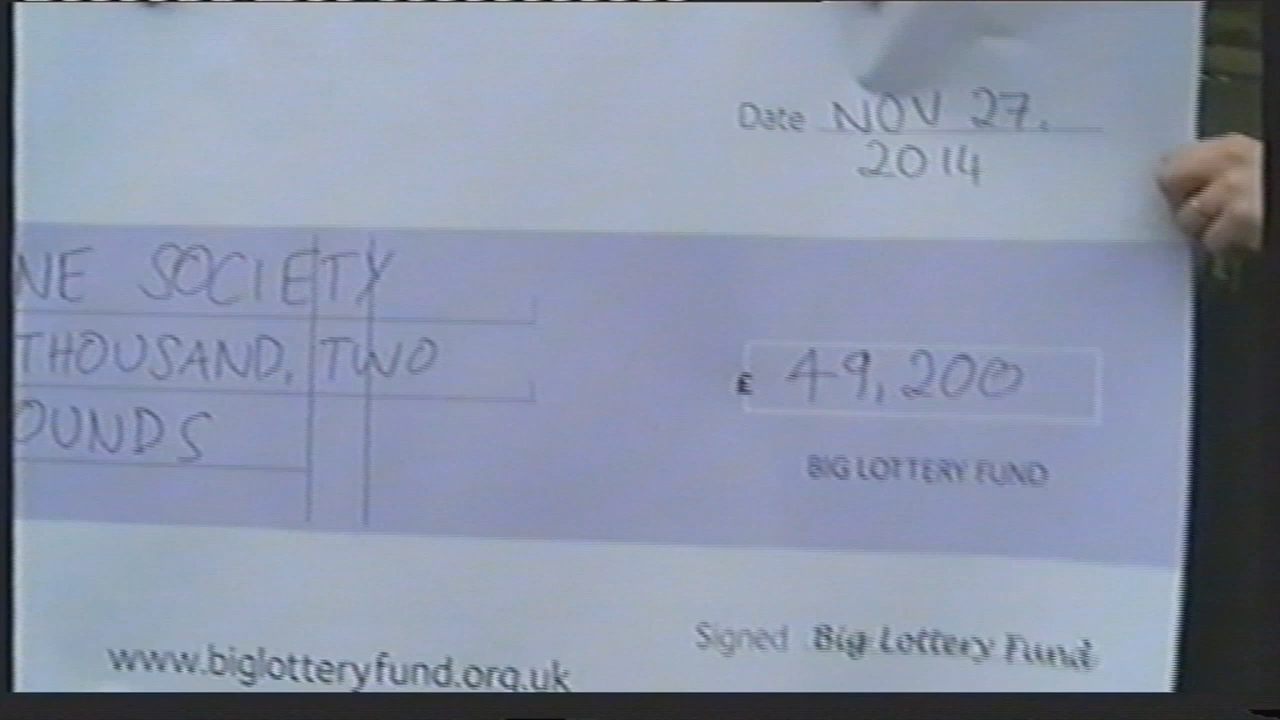 Date NOV 27.
2014
NE SOCIETY
THOUSAND, TWO
£ 49,200
OUNDS
BIG LOTTERY FUND
Signed Big Lottery Fund
www.biglotteryfund.org.uk